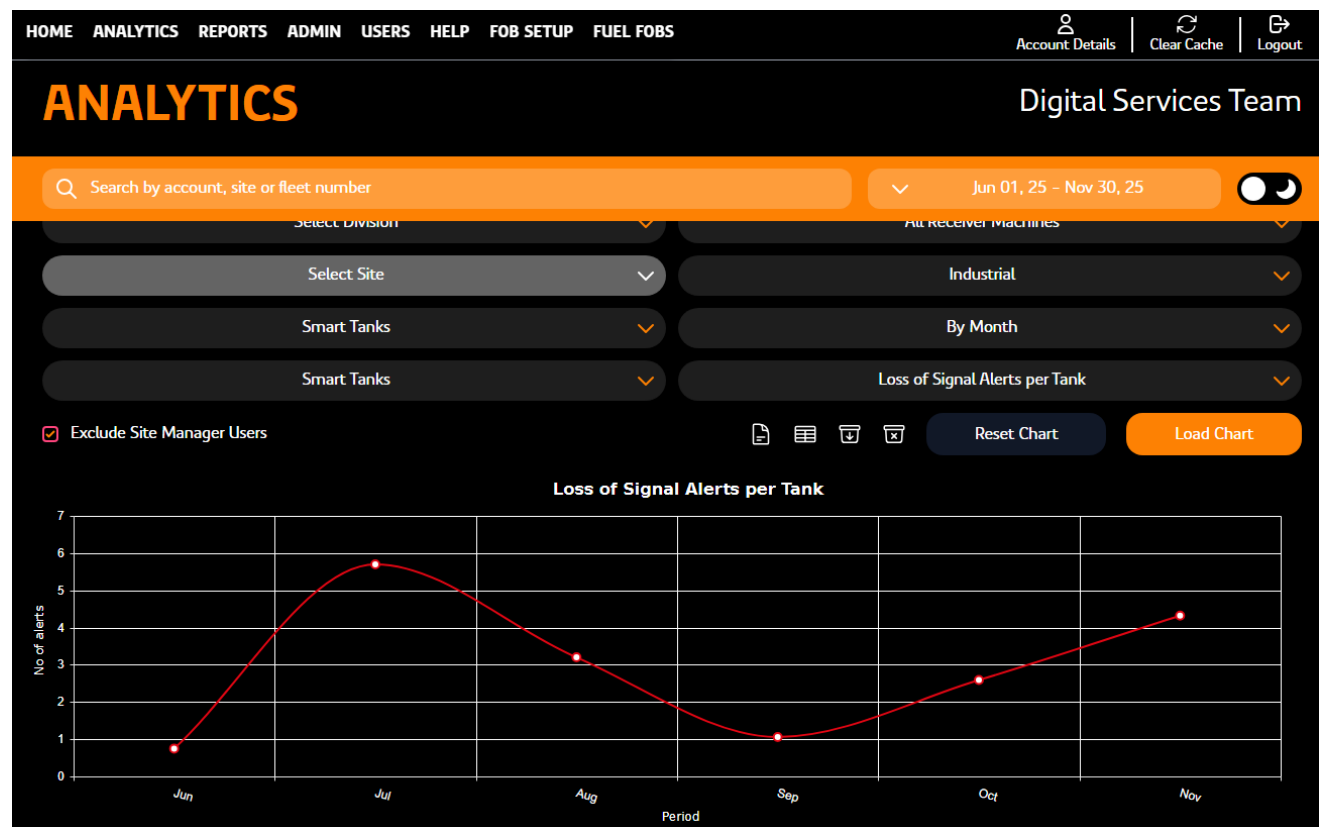 HOME ANALYTICS REPORTS ADMIN USERS HELP FOB SETUP FUEL FOBS
Account Details Clear Cache Logout
ANALYTICS
Digital Services Team
Search by account, site or fleet number
Jun 01, 25 – Nov 30, 25
Select Division
All Receiver Machines
Select Site
Industrial
Smart Tanks
By Month
Smart Tanks
Loss of Signal Alerts per Tank
Exclude Site Manager Users
Reset Chart
Load Chart
Loss of Signal Alerts per Tank
7
6
5
4
3
2
1
0
No of alerts
Jun Jul Aug Sep Oct Nov
Period